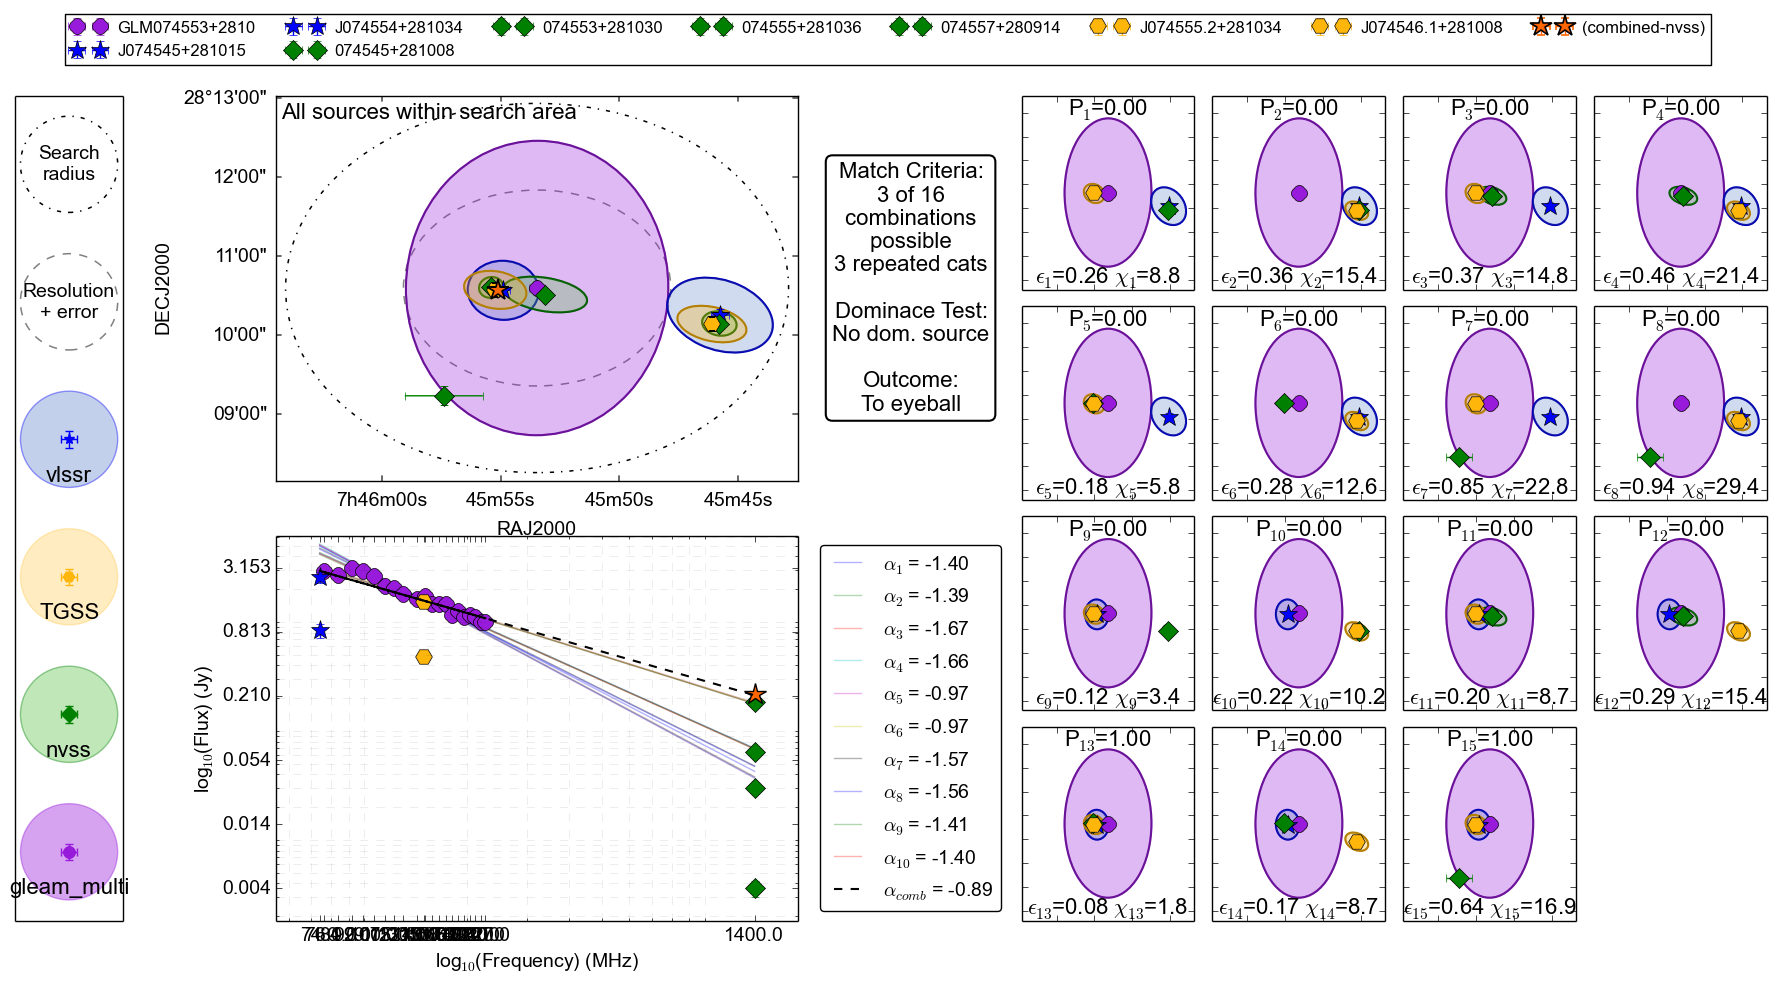 GLM074553+2810 J074554+281034 074553+281030 074555+281036 074557+280914 J074555.2+281034 J074546.1+281008 (combined-nvss)
J074545+281015 074545+281008
Search
radius
Resolution
+ error
vlssr
TGSS
nvss
gleam_multi
All sources within search area
28°13'00"
12'00"
11'00"
10'00"
09'00"
DECJ2000
7h46m00s 45m55s 45m50s 45m45s
RAJ2000
Match Criteria:
3 of 16
combinations
possible
3 repeated cats
Dominace Test:
No dom. source
Outcome:
To eyeball
3.153
0.813
0.210
0.054
0.014
0.004
log10(Flux) (Jy)
1400.0
log10(Frequency) (MHz)
α1 = -1.40
α2 = -1.39
α3 = -1.67
α4 = -1.66
α5 = -0.97
α6 = -0.97
α7 = -1.57
α8 = -1.56
α9 = -1.41
α10 = -1.40
αcomb = -0.89
P1=0.00 P2=0.00 P3=0.00 P4=0.00
ϵ1=0.26 χ1=8.8 ϵ2=0.36 χ2=15.4 ϵ3=0.37 χ3=14.8 ϵ4=0.46 χ4=21.4
P5=0.00 P6=0.00 P7=0.00 P8=0.00
ϵ5=0.18 χ5=5.8 ϵ6=0.28 χ6=12.6 ϵ7=0.85 χ7=22.8 ϵ8=0.94 χ8=29.4
P9=0.00 P10=0.00 P11=0.00 P12=0.00
ϵ9=0.12 χ9=3.4 ϵ10=0.22 χ10=10.2 ϵ11=0.20 χ11=8.7 ϵ12=0.29 χ12=15.4
P13=1.00 P14=0.00 P15=1.00
ϵ13=0.08 χ13=1.8 ϵ14=0.17 χ14=8.7 ϵ15=0.64 χ15=16.9